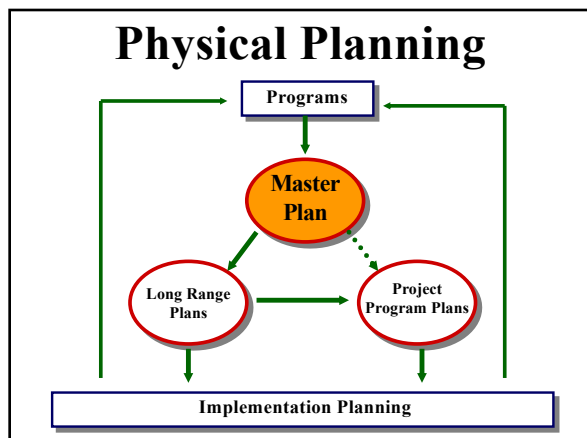 Physical Planning
Programs
Master
Plan
Long Range
Plans
Project
Program Plans
Implementation Planning